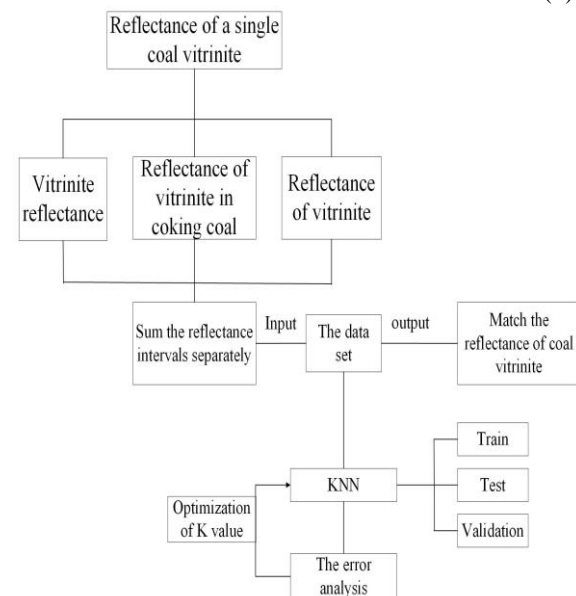 Reflectance of a single
coal vitrinite
Vitrinite
reflectance
Reflectance of
vitrinite in
coking coal
Reflectance
of vitrinite
Sum the reflectance
intervals separately
Input
The data
set
output
Match the
reflectance of coal
vitrinite
KNN
Train
Test
Validation
Optimization
of K value
The error
analysis